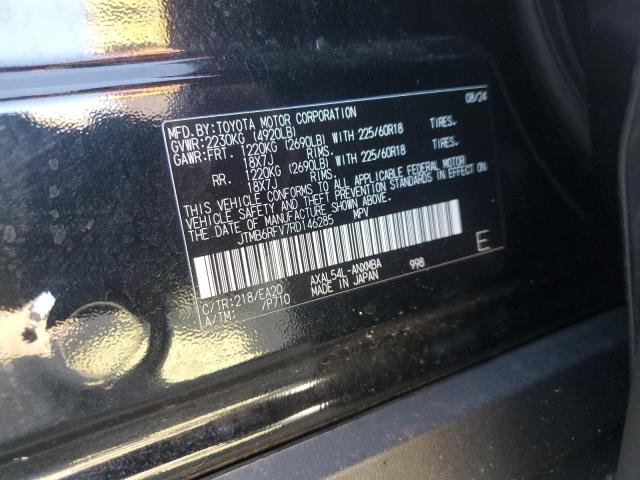 MFD.BY:TOYOTA MOTOR CORPORATION 08/24
GVWR:2230KG (4920LB)
GAWR:FRT. 1220KG (2690LB) WITH 225/60R18 TIRES.
18X7J RIMS.
RR. 1220KG (2690LB) WITH 225/60R18 TIRES.
18X7J RIMS.
THIS VEHICLE CONFORMS TO ALL APPLICABLE FEDERAL MOTOR
VEHICLE SAFETY AND THEFT PREVENTION STANDARDS IN EFFECT ON
THE DATE OF MANUFACTURE SHOWN ABOVE.
JTMB6RFV7RD146285 MPV
E
C/TR:218/EA20 AXAL54L-ANXMBA 998
A/TM: /P710 MADE IN JAPAN